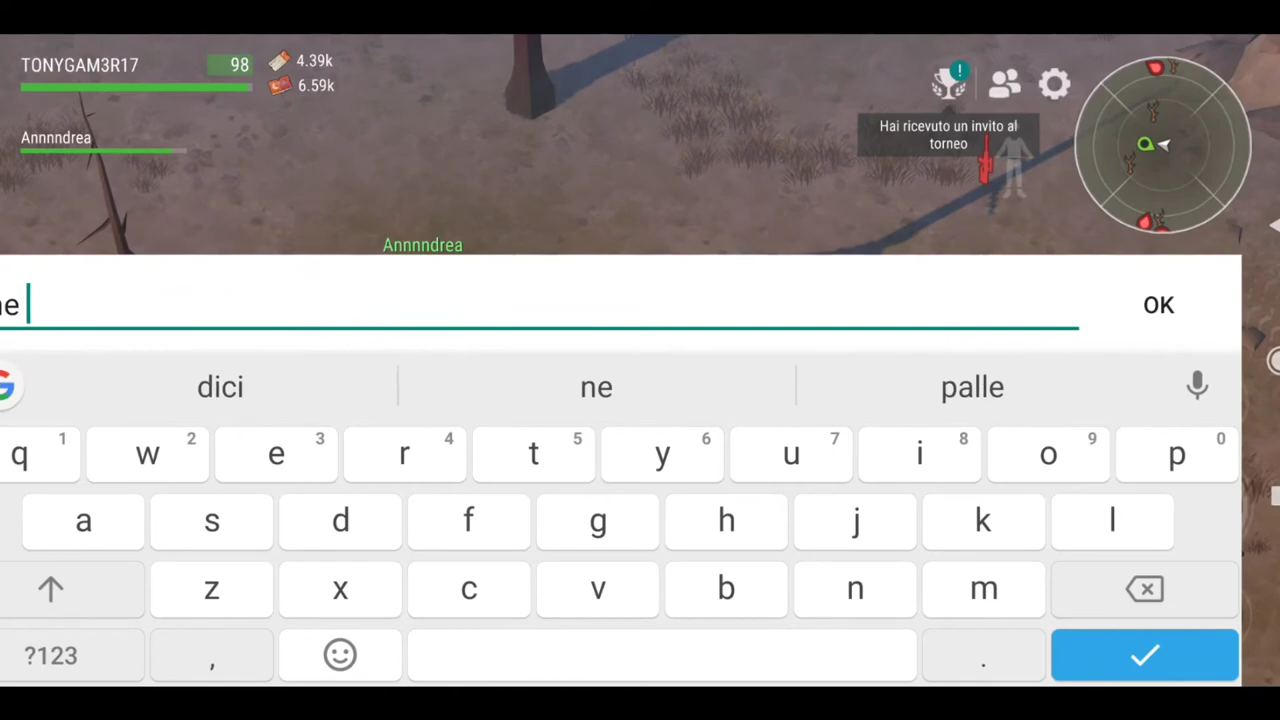 TONYGAM3R17 98 4.39k
6.59k
Annnndrea
!
Hai ricevuto un invito al
torneo
Annnndrea
OK
dici ne palle
q 1 w 2 e 3 r 4 t 5 y 6 u 7 i 8 o 9 p 0
a s d f g h j k l
z x c v b n m
?123 , .